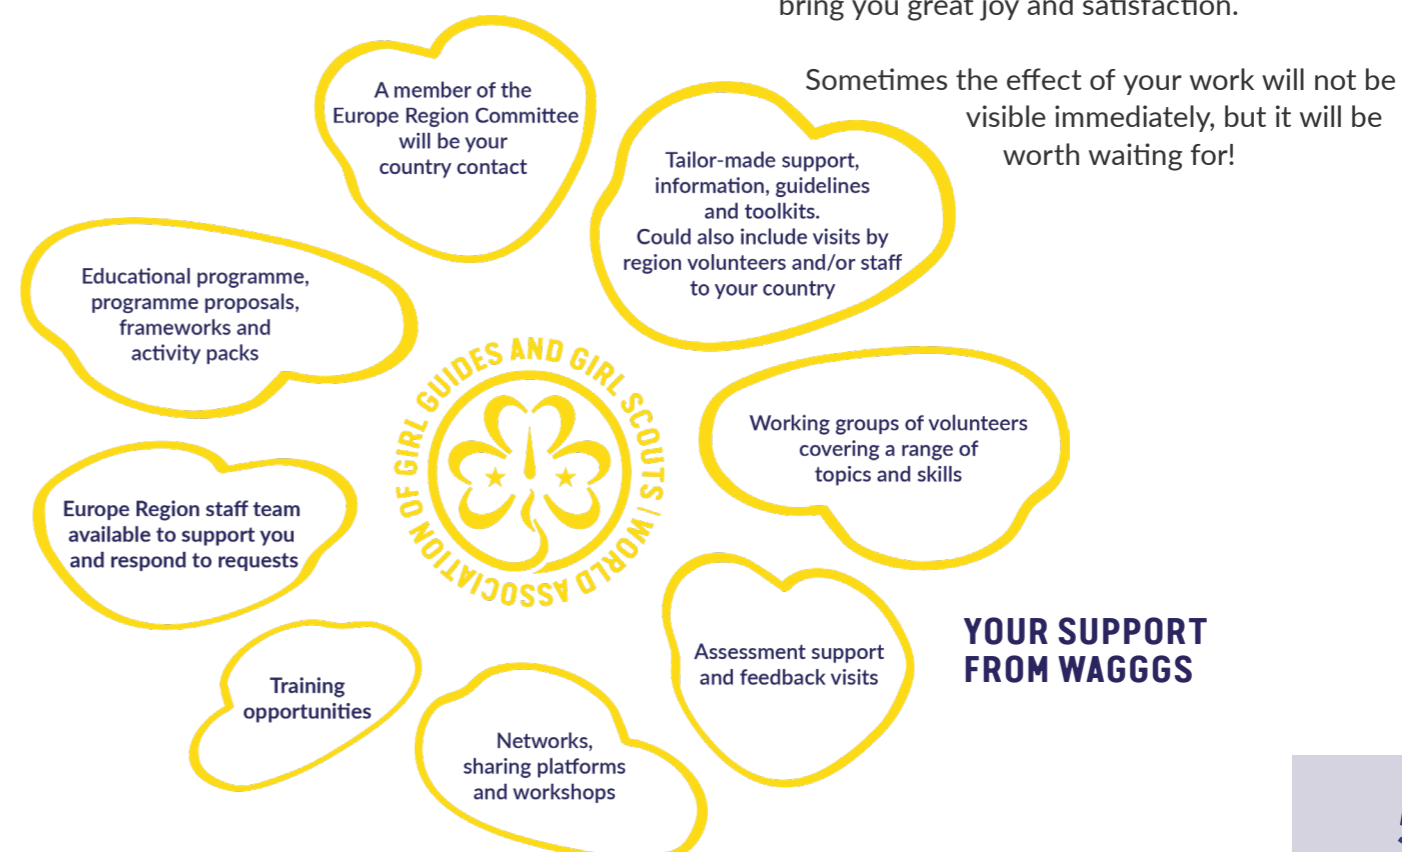 bring you great joy and satisfaction.
Sometimes the effect of your work will not be
visible immediately, but it will be
worth waiting for!
A member of the
Europe Region Committee
will be your
country contact
Tailor-made support,
information, guidelines
and toolkits.
Could also include visits by
region volunteers and/or staff
to your country
Educational programme,
programme proposals,
frameworks and
activity packs
WORLD ASSOCIATION OF GIRL GUIDES AND GIRL SCOUTS |
Working groups of volunteers
covering a range of
topics and skills
Europe Region staff team
available to support you
and respond to requests
Assessment support
and feedback visits
YOUR SUPPORT
FROM WAGGGS
Training
opportunities
Networks,
sharing platforms
and workshops